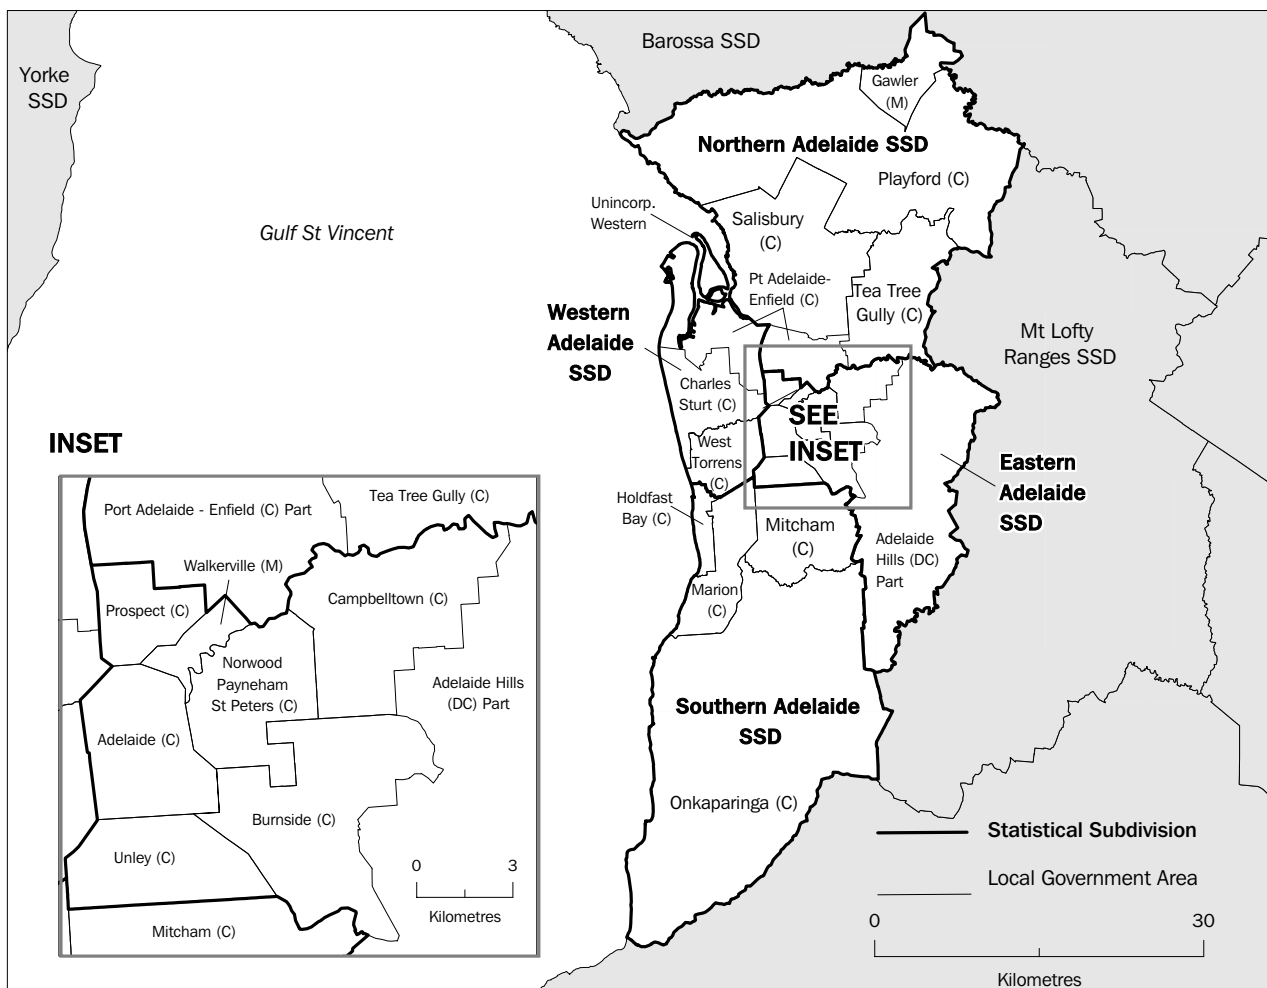 Barossa SSD
Yorke
SSD
Gawler
(M)
Northern Adelaide SSD
Playford (C)
Unincorp.
Western
Salisbury
(C)
Gulf St Vincent
Pt Adelaide-
Enfield (C)
Tea Tree
Gully (C)
Western
Adelaide
SSD
Mt Lofty
Ranges SSD
Charles
Sturt (C)
SEE
INSET
West
Torrens
(C)
Eastern
Adelaide
SSD
Holdfast
Bay (C)
Mitcham
(C)
Adelaide
Hills (DC)
Part
Marion
(C)
Southern Adelaide
SSD
Onkaparinga (C)
INSET
Tea Tree Gully (C)
Port Adelaide - Enfield (C) Part
Walkerville (M)
Campbelltown (C)
Prospect (C)
Norwood
Payneham
St Peters (C)
Adelaide Hills
(DC) Part
Adelaide (C)
Burnside (C)
Unley (C)
0 3
Kilometres
Mitcham (C)
Statistical Subdivision
Local Government Area
0 30
Kilometres